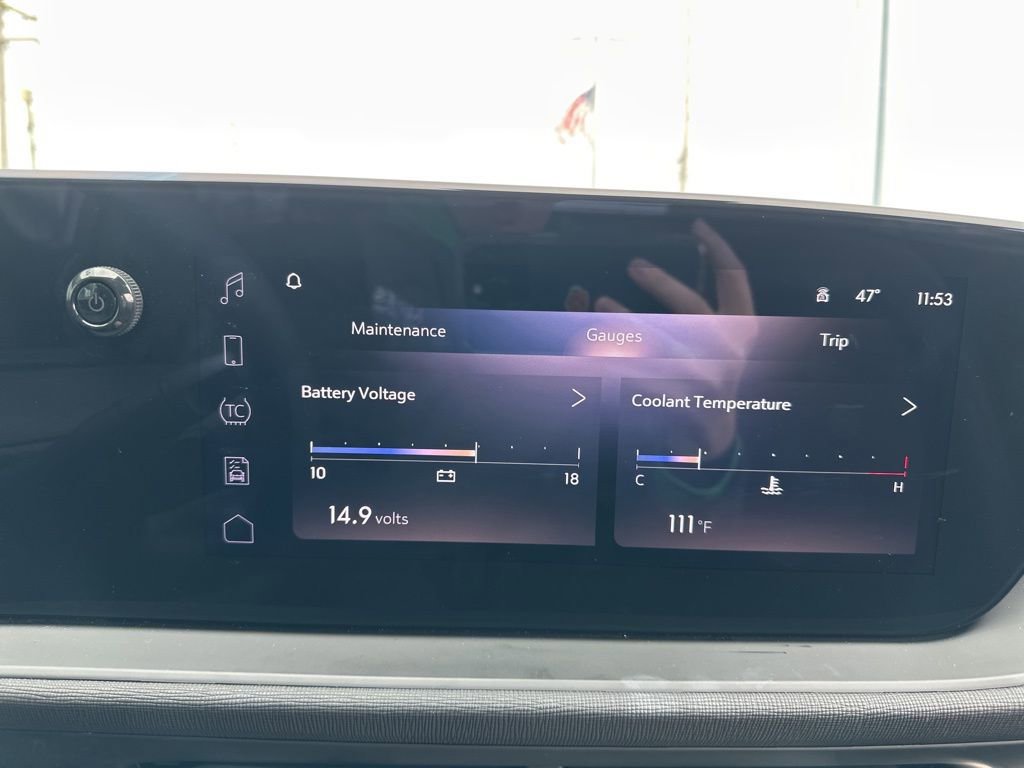 47° 11:53
Maintenance Gauges Trip
TC
Battery Voltage
10 18
14.9 volts
Coolant Temperature
C H
111 °F